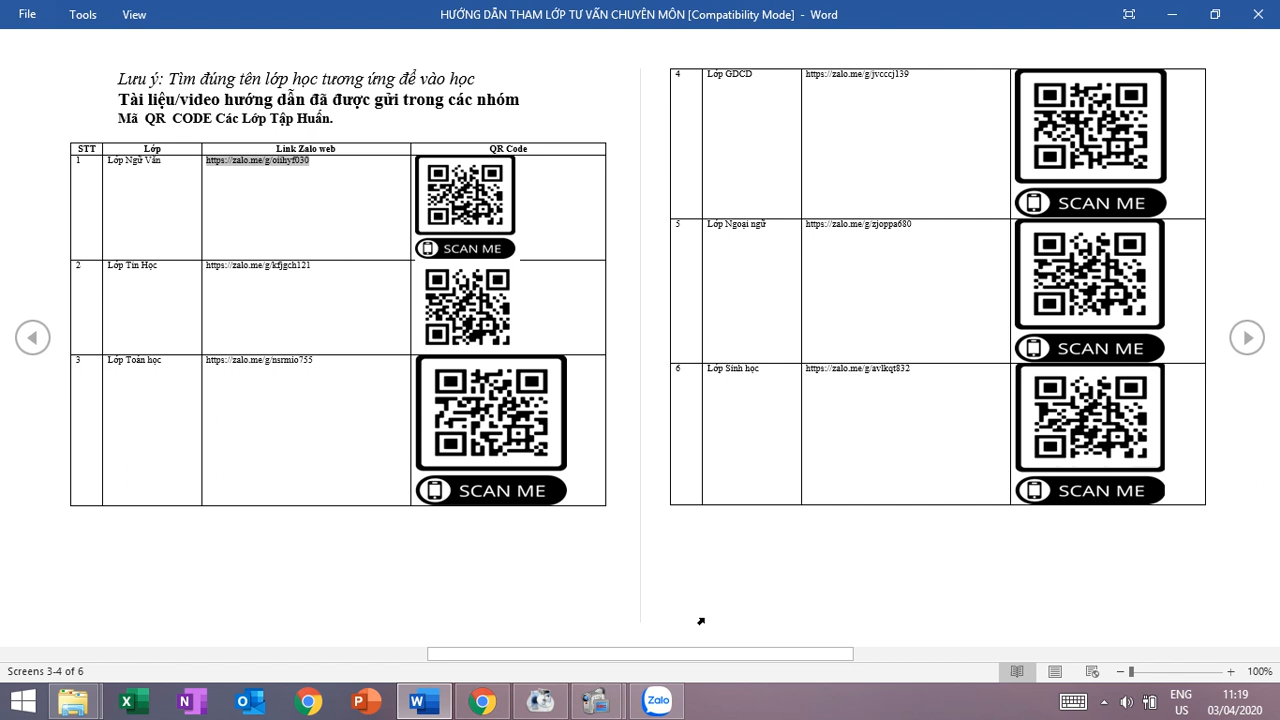 File Tools View HƯỚNG DẪN THAM LỚP TƯ VẤN CHUYÊN MÔN [Compatibility Mode] - Word
Lưu ý: Tìm đúng tên lớp học tương ứng để vào học
Tài liệu/video hướng dẫn đã được gửi trong các nhóm
Mã QR CODE Các Lớp Tập Huấn.
STT Lớp Link Zalo web QR Code
1 Lớp Ngữ Văn https://zalo.me/g/oiihyf030
SCAN ME
2 Lớp Tin Học https://zalo.me/g/kfjgch121
3 Lớp Toán học https://zalo.me/g/nsrmio755
SCAN ME
4 Lớp GDCD https://zalo.me/g/jvcccj139
SCAN ME
5 Lớp Ngoại ngữ https://zalo.me/g/zjoppa680
SCAN ME
6 Lớp Sinh học https://zalo.me/g/avlkqt832
SCAN ME
Screens 3-4 of 6 100%
Zalo
ENG 11:19
US 03/04/2020